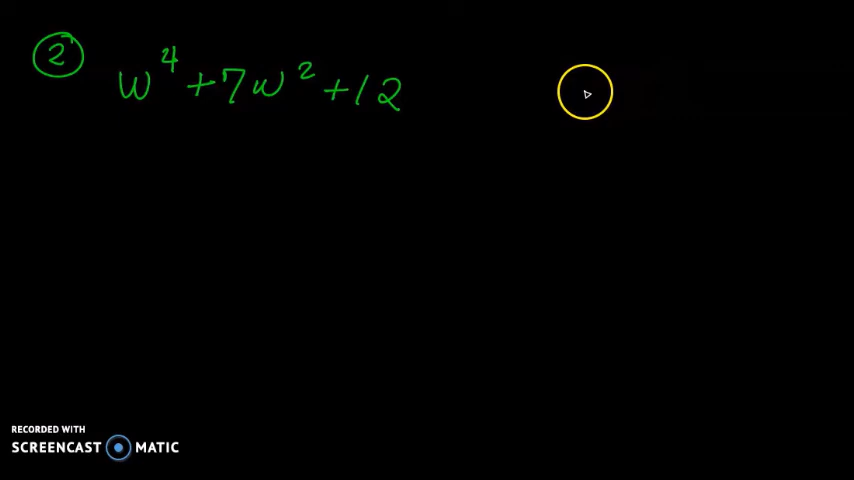 ② w⁴ + 7w² + 12
RECORDED WITH
SCREENCAST MATIC